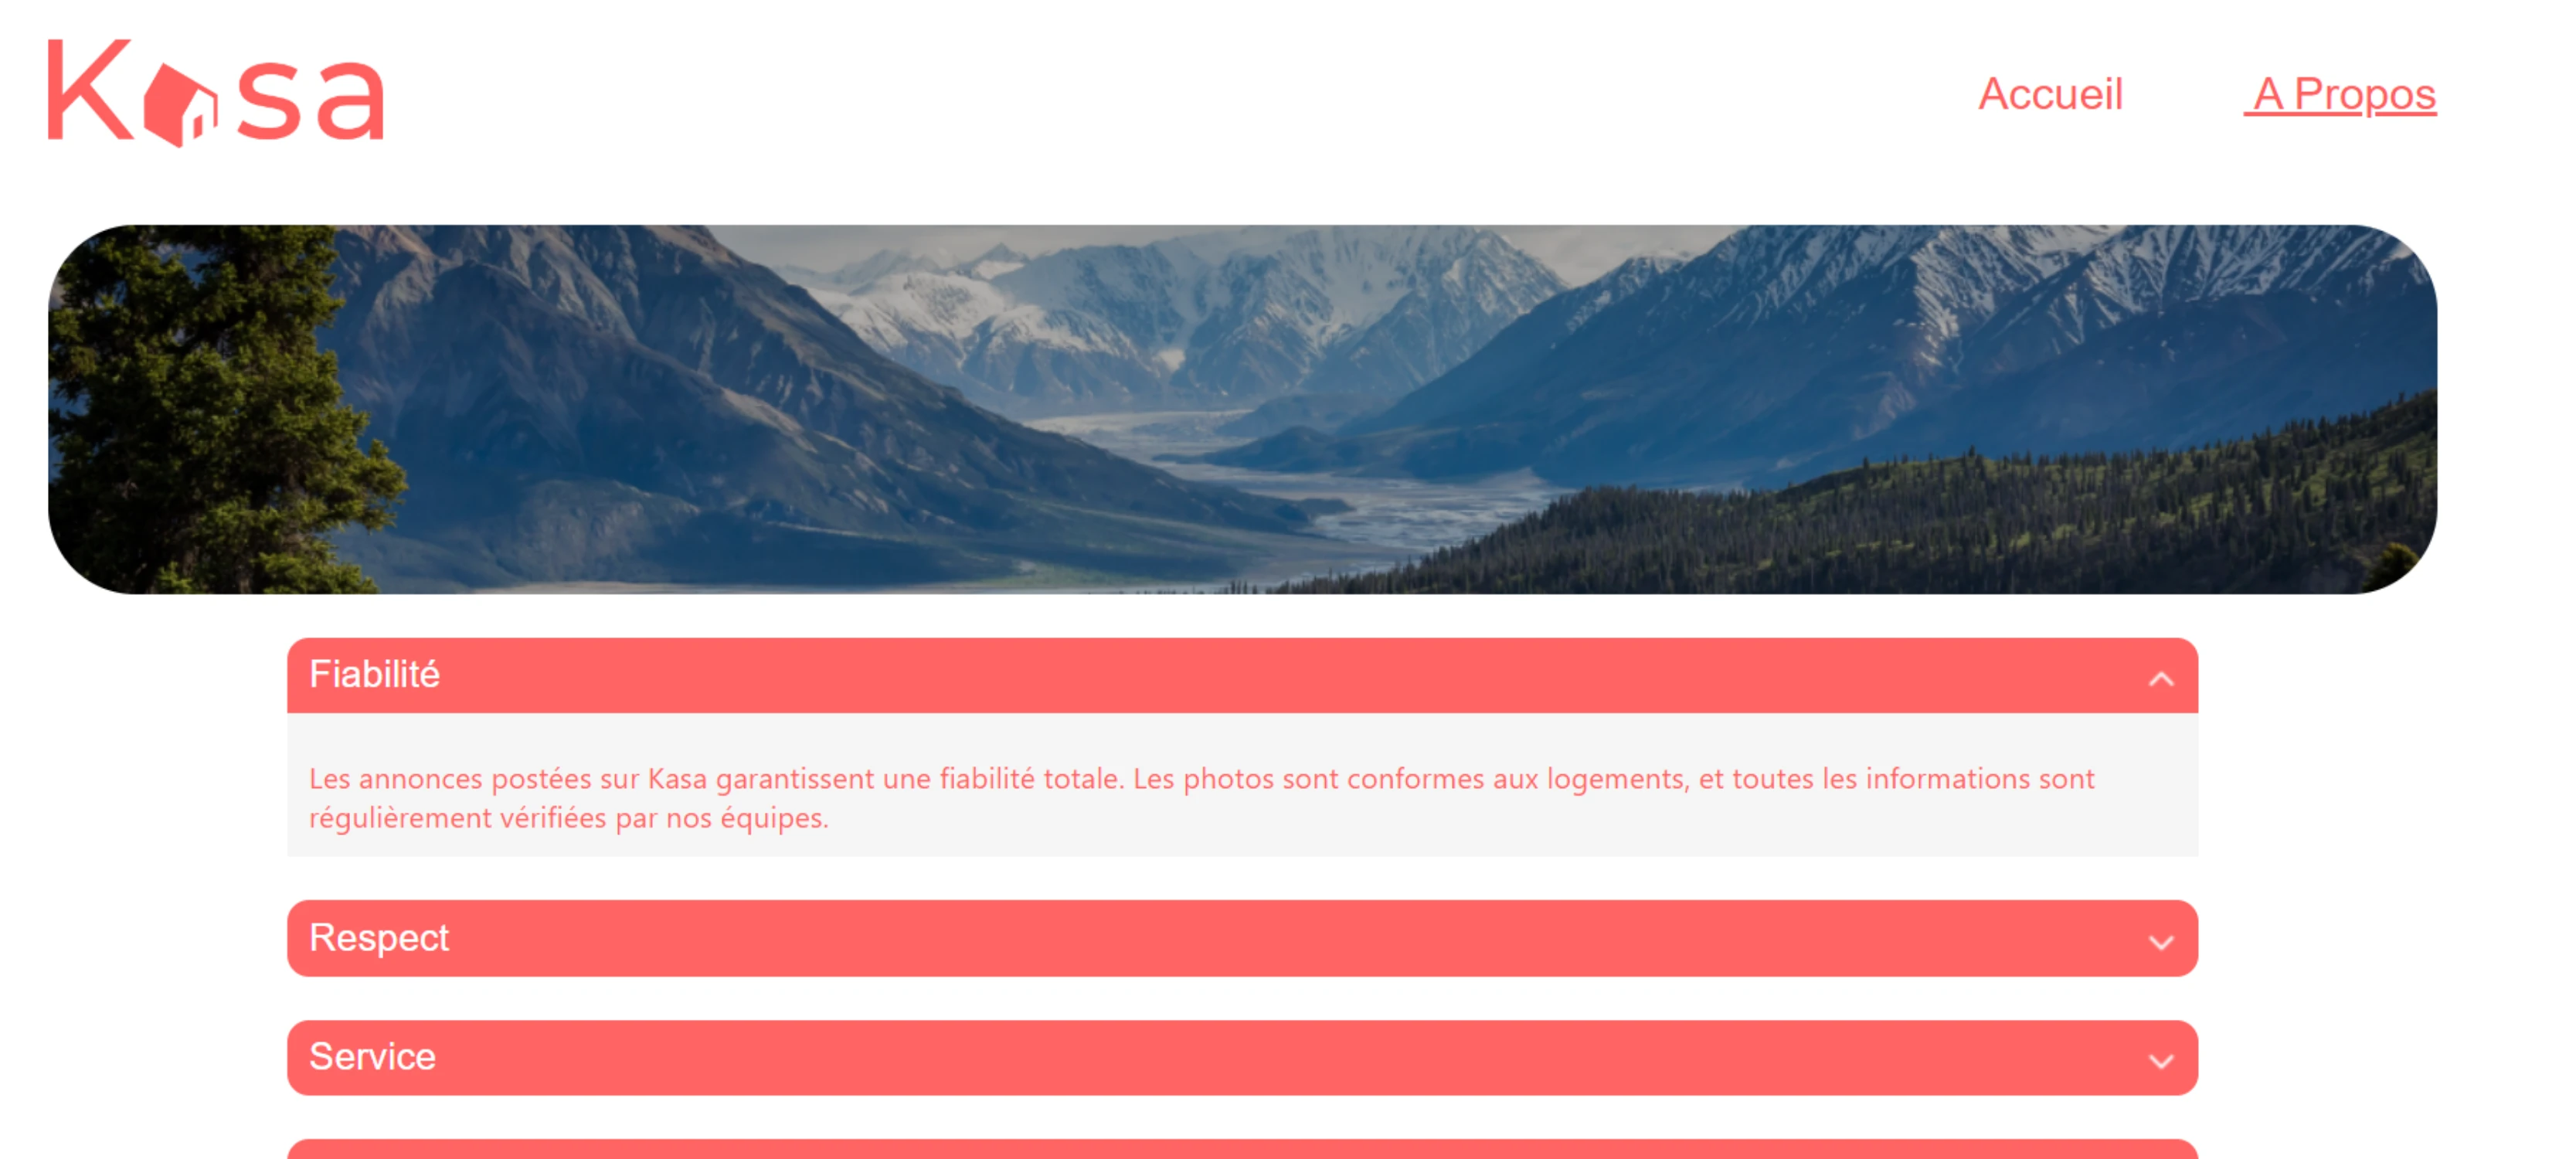 Kasa
Accueil
A Propos
Fiabilité
Les annonces postées sur Kasa garantissent une fiabilité totale. Les photos sont conformes aux logements, et toutes les informations sont
régulièrement vérifiées par nos équipes.
Respect
Service